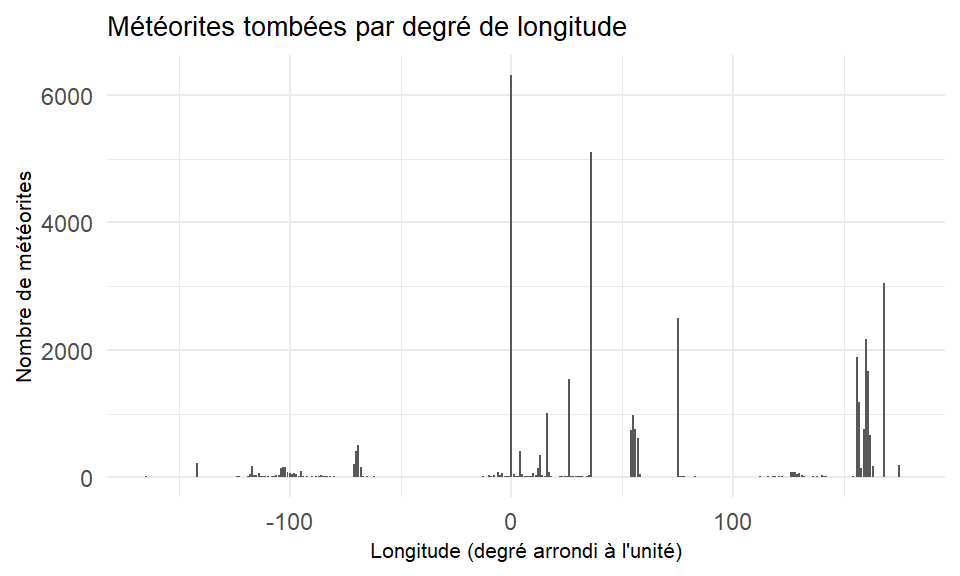 Météorites tombées par degré de longitude
6000
4000
2000
0
Nombre de météorites
-100 0 100
Longitude (degré arrondi à l'unité)